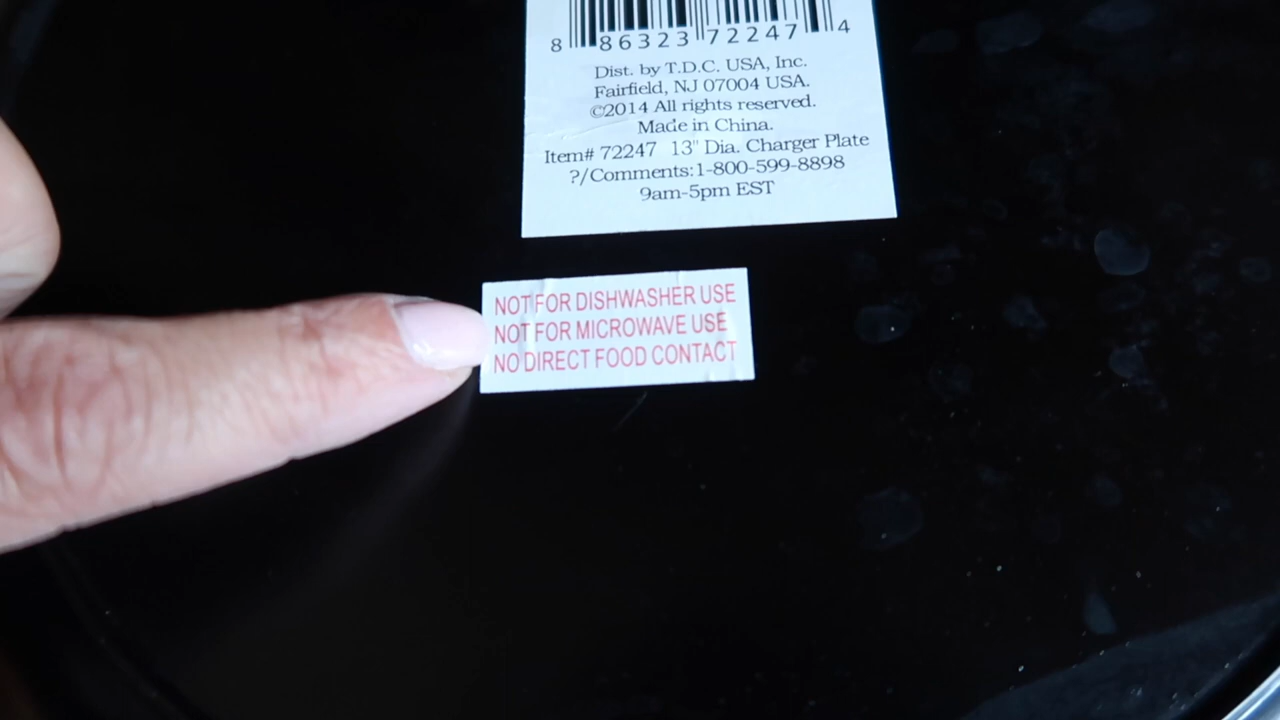 8 86323 72247 4
Dist. by T.D.C. USA, Inc.
Fairfield, NJ 07004 USA.
©2014 All rights reserved.
Made in China.
Item# 72247 13" Dia. Charger Plate
?/Comments:1-800-599-8898
9am-5pm EST
NOT FOR DISHWASHER USE
NOT FOR MICROWAVE USE
NO DIRECT FOOD CONTACT